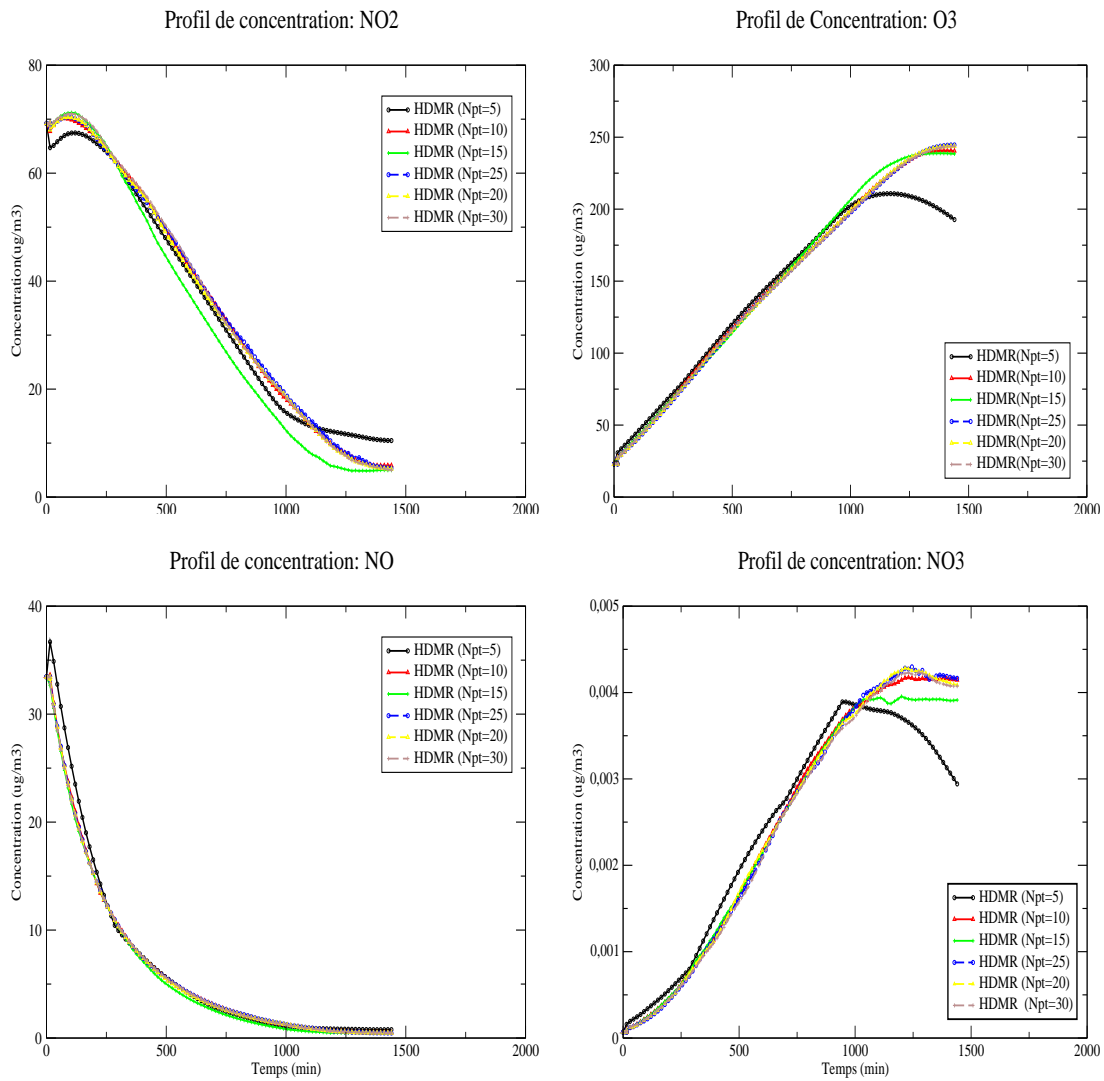 Profil de concentration: NO2
80
60
40
20
0
0
500
1000
1500
2000
Concentration(ug/m3)
HDMR (Npt=5)
HDMR (Npt=10)
HDMR (Npt=15)
HDMR (Npt=25)
HDMR (Npt=20)
HDMR (Npt=30)
Profil de Concentration: O3
300
250
200
150
100
50
0
0
500
1000
1500
2000
Concentration (ug/m3)
HDMR(Npt=5)
HDMR(Npt=10)
HDMR(Npt=15)
HDMR(Npt=25)
HDMR(Npt=20)
HDMR(Npt=30)
Profil de concentration: NO
40
30
20
10
0
0
500
1000
1500
2000
Temps (min)
Concentration (ug/m3)
HDMR (Npt=5)
HDMR (Npt=10)
HDMR (Npt=15)
HDMR (Npt=25)
HDMR (Npt=20)
HDMR (Npt=30)
Profil de concentration: NO3
0,005
0,004
0,003
0,002
0,001
0
0
500
1000
1500
2000
Temps (min)
Concentration (ug/m3)
HDMR (Npt=5)
HDMR (Npt=10)
HDMR (Npt=15)
HDMR (Npt=25)
HDMR (Npt=20)
HDMR (Npt=30)